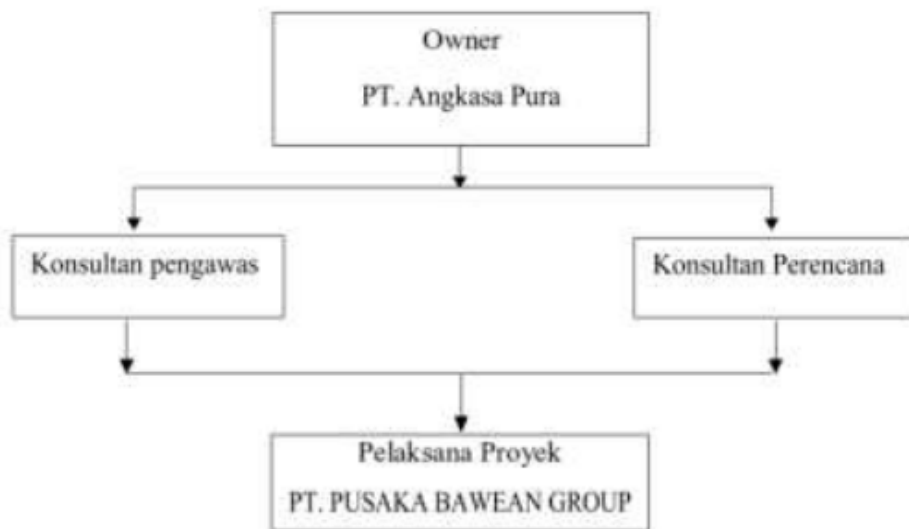 Owner
PT. Angkasa Pura
Konsultan pengawas
Konsultan Perencana
Pelaksana Proyek
PT. PUSAKA BAWEAN GROUP